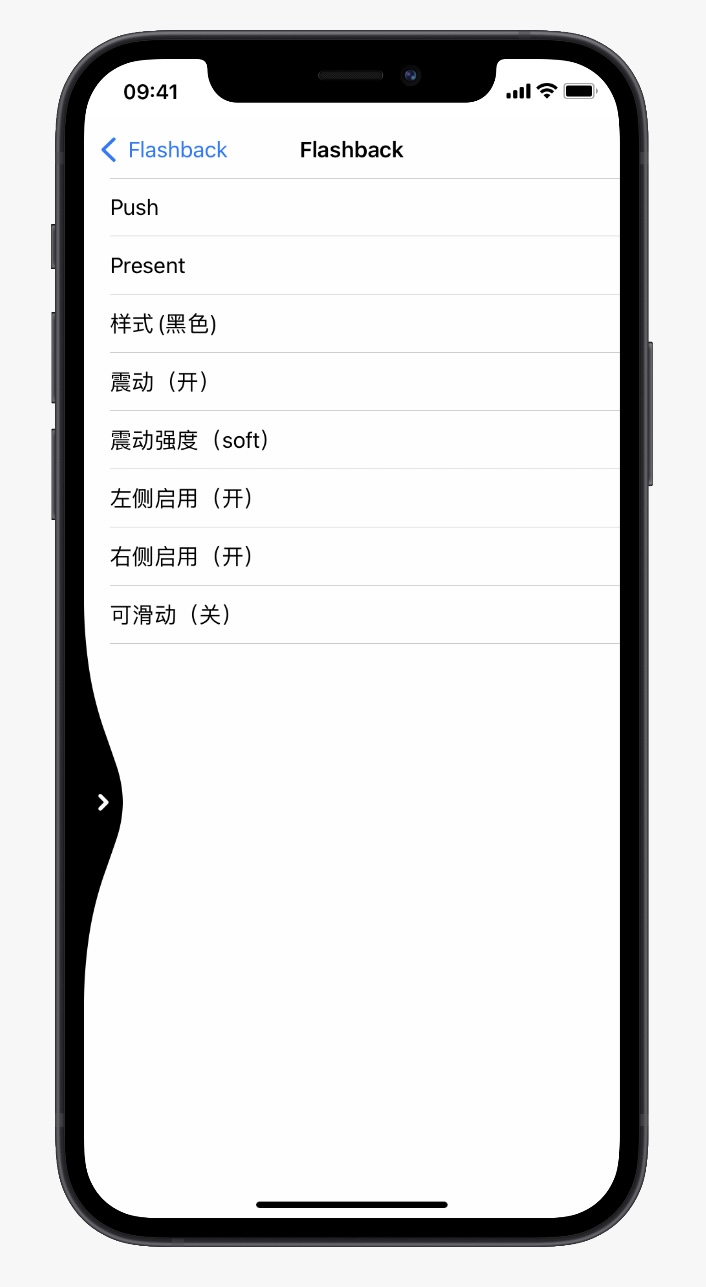 09:41
Flashback Flashback
Push
Present
样式 (黑色)
震动（开）
震动强度（soft）
左侧启用（开）
右侧启用（开）
可滑动（关）